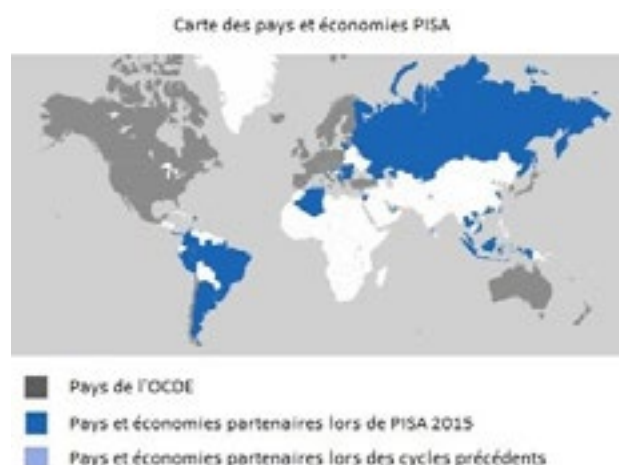 Carte des pays et économies PISA
Pays de l'OCDE
Pays et économies partenaires lors de PISA 2015
Pays et économies partenaires lors des cycles précédents